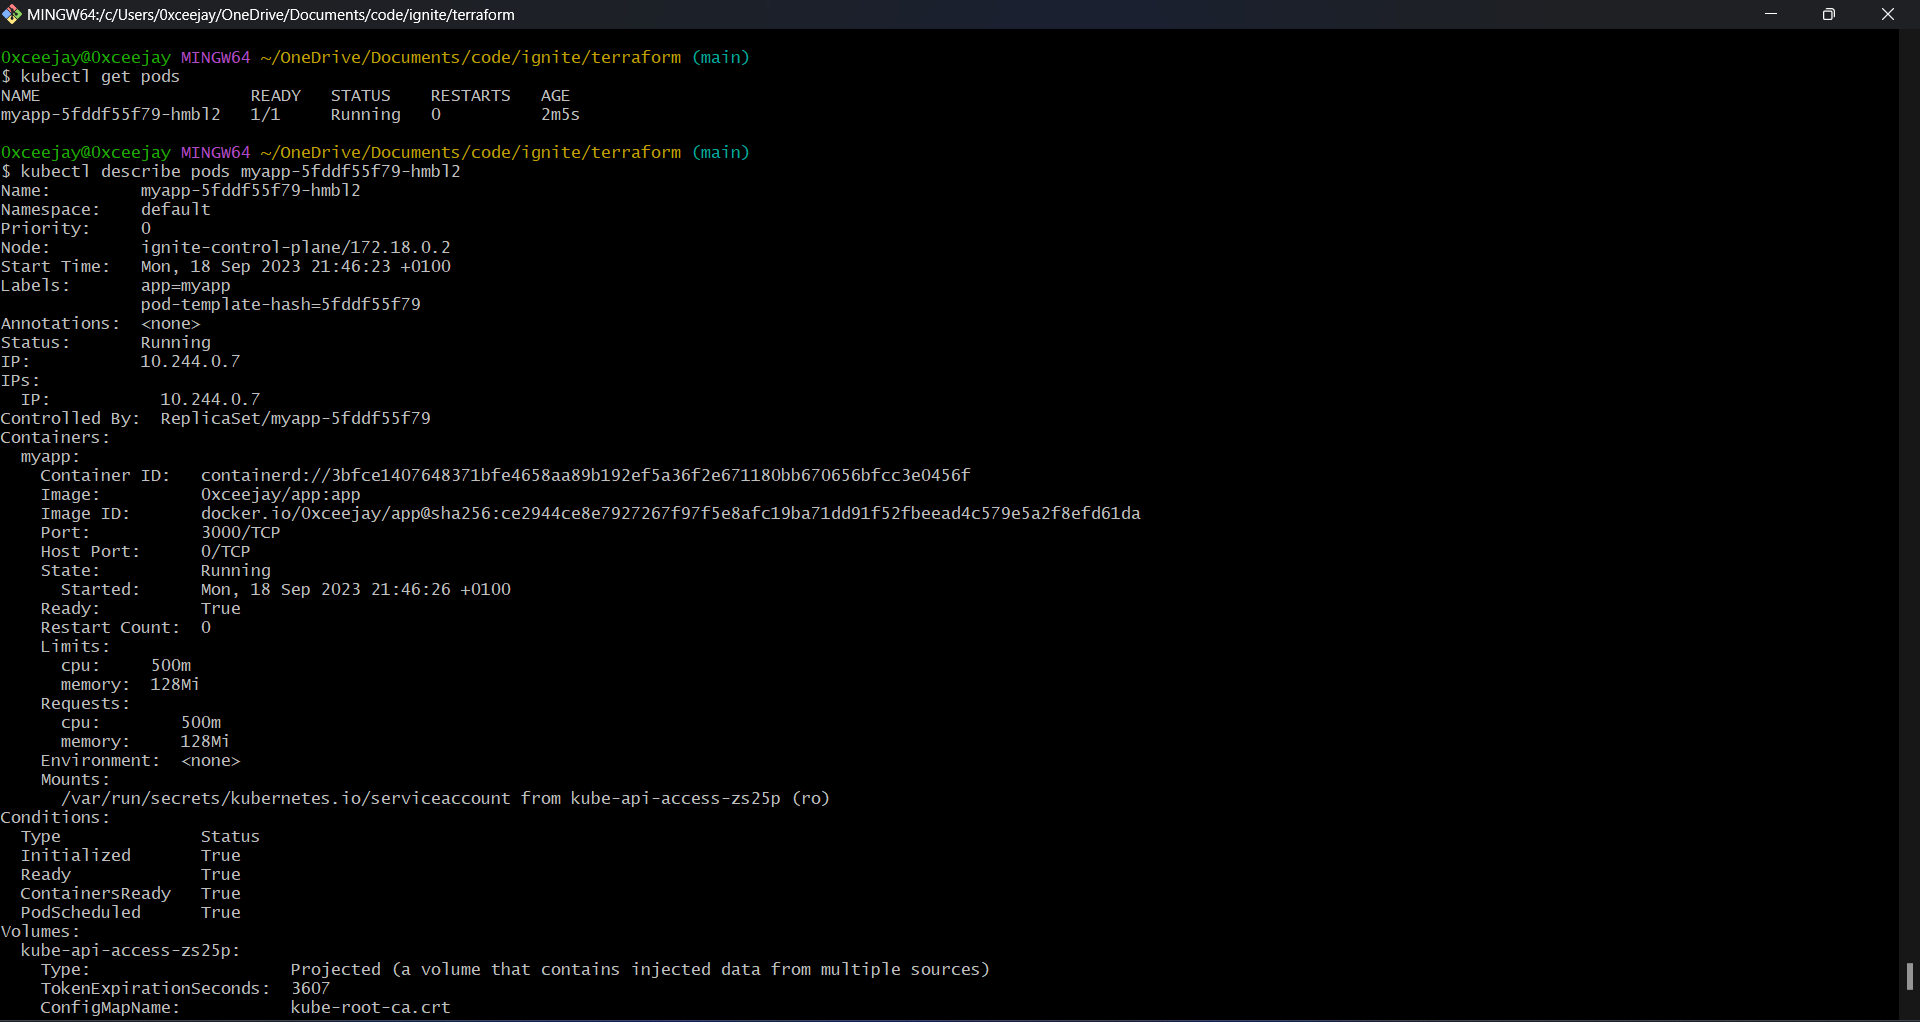 MINGW64:/c/Users/0xceejay/OneDrive/Documents/code/ignite/terraform
0xceejay@0xceejay MINGW64 ~/OneDrive/Documents/code/ignite/terraform (main)
$ kubectl get pods
NAME                     READY   STATUS    RESTARTS   AGE
myapp-5fddf55f79-hmbl2   1/1     Running   0          2m5s
0xceejay@0xceejay MINGW64 ~/OneDrive/Documents/code/ignite/terraform (main)
$ kubectl describe pods myapp-5fddf55f79-hmbl2
Name:         myapp-5fddf55f79-hmbl2
Namespace:    default
Priority:     0
Node:         ignite-control-plane/172.18.0.2
Start Time:   Mon, 18 Sep 2023 21:46:23 +0100
Labels:       app=myapp
              pod-template-hash=5fddf55f79
Annotations:  <none>
Status:       Running
IP:           10.244.0.7
IPs:
  IP:           10.244.0.7
Controlled By:  ReplicaSet/myapp-5fddf55f79
Containers:
  myapp:
    Container ID:   containerd://3bfce1407648371bfe4658aa89b192ef5a36f2e671180bb670656bfcc3e0456f
    Image:          0xceejay/app:app
    Image ID:       docker.io/0xceejay/app@sha256:ce2944ce8e7927267f97f5e8afc19ba71dd91f52fbeead4c579e5a2f8efd61da
    Port:           3000/TCP
    Host Port:      0/TCP
    State:          Running
      Started:      Mon, 18 Sep 2023 21:46:26 +0100
    Ready:          True
    Restart Count:  0
    Limits:
      cpu:     500m
      memory:  128Mi
    Requests:
      cpu:        500m
      memory:     128Mi
    Environment:  <none>
    Mounts:
      /var/run/secrets/kubernetes.io/serviceaccount from kube-api-access-zs25p (ro)
Conditions:
  Type              Status
  Initialized       True
  Ready             True
  ContainersReady   True
  PodScheduled      True
Volumes:
  kube-api-access-zs25p:
    Type:                    Projected (a volume that contains injected data from multiple sources)
    TokenExpirationSeconds:  3607
    ConfigMapName:           kube-root-ca.crt